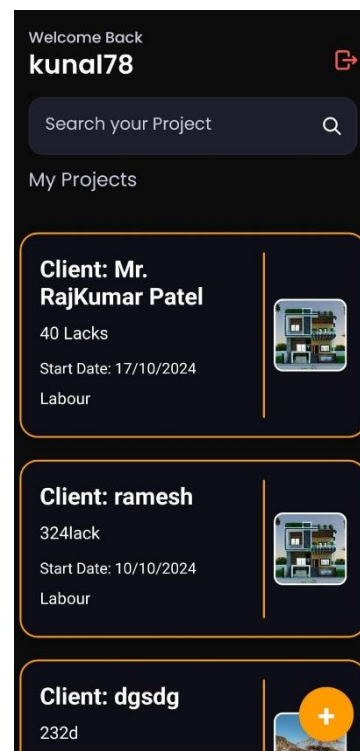 Welcome Back
kunal78
Search your Project
My Projects
Client: Mr.
RajKumar Patel
40 Lacks
Start Date: 17/10/2024
Labour
Client: ramesh
324lack
Start Date: 10/10/2024
Labour
Client: dgsdg
232d
+